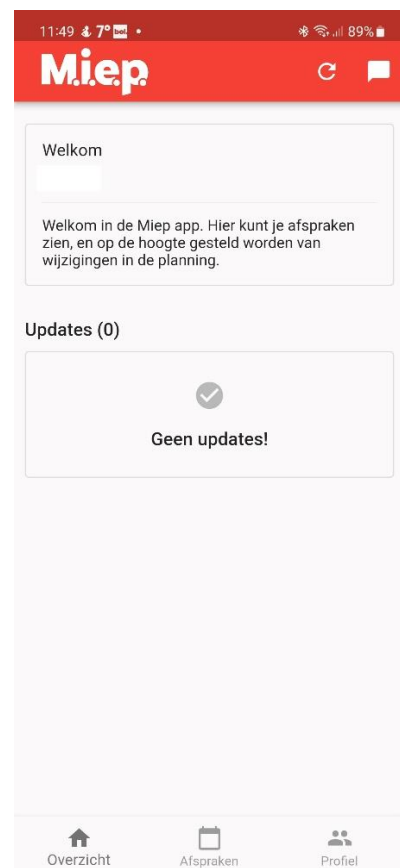 11:49 7° bol.
89%
M.i.e.p.
Welkom
Welkom in de Miep app. Hier kunt je afspraken
zien, en op de hoogte gesteld worden van
wijzigingen in de planning.
Updates (0)
Geen updates!
Overzicht Afspraken Profiel